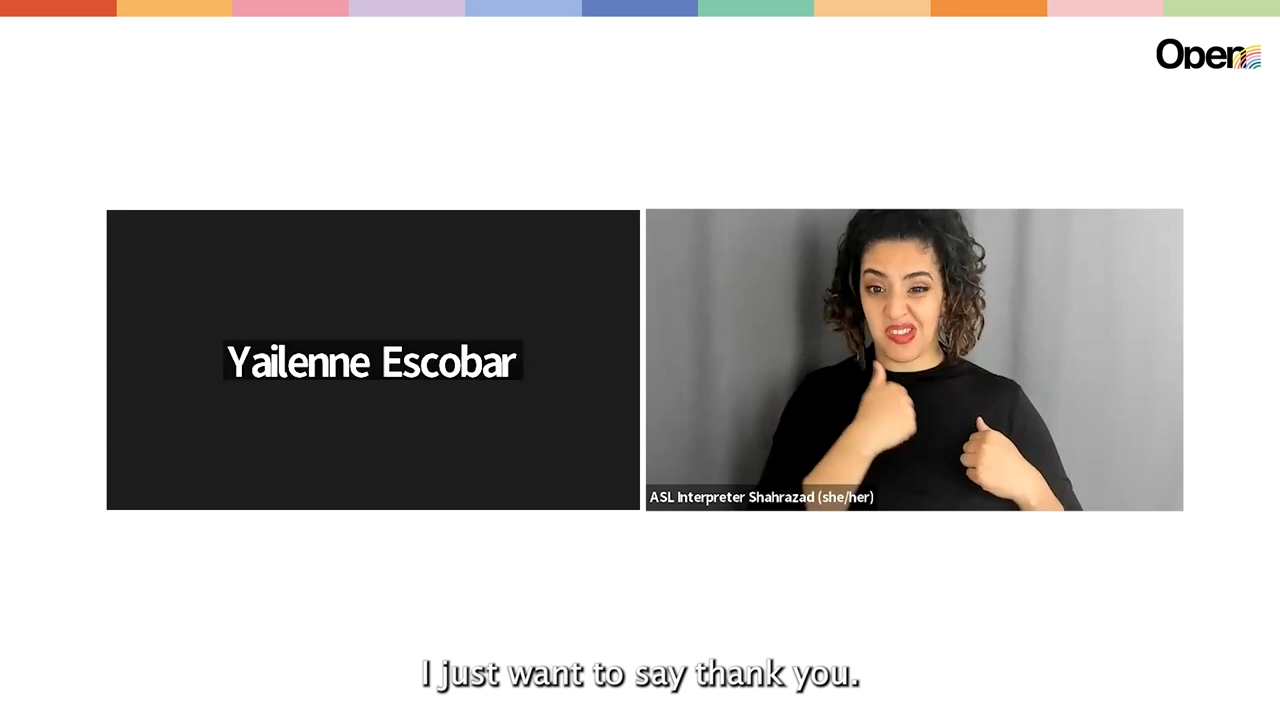 Open
Yailenne Escobar
ASL Interpreter Shahrazad (she/her)
I just want to say thank you.